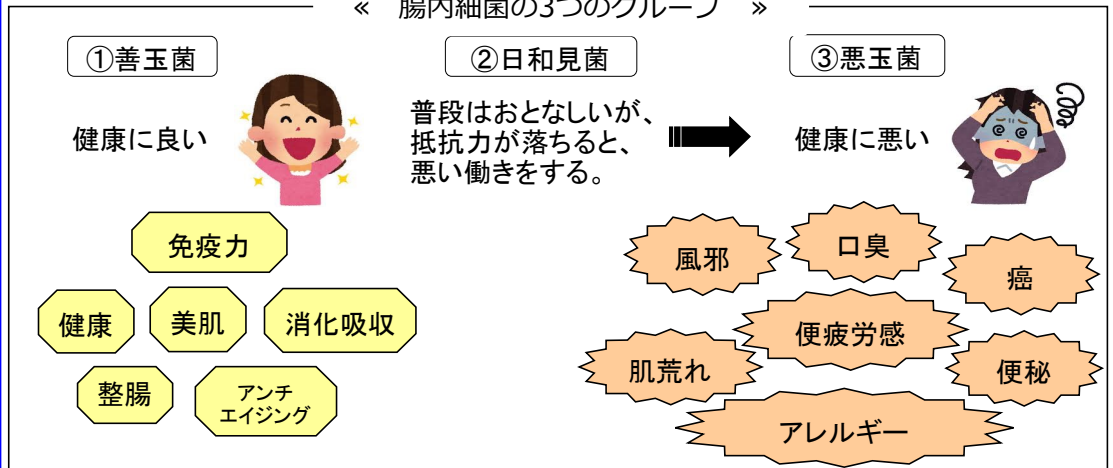 ≪ 腸内細菌の3つのグループ ≫
①善玉菌
健康に良い
②日和見菌
普段はおとなしいが、
抵抗力が落ちると、
悪い働きをする。
③悪玉菌
健康に悪い
免疫力
健康
美肌
消化吸収
整腸
アンチ
エイジング
風邪
口臭
癌
便疲労感
肌荒れ
便秘
アレルギー